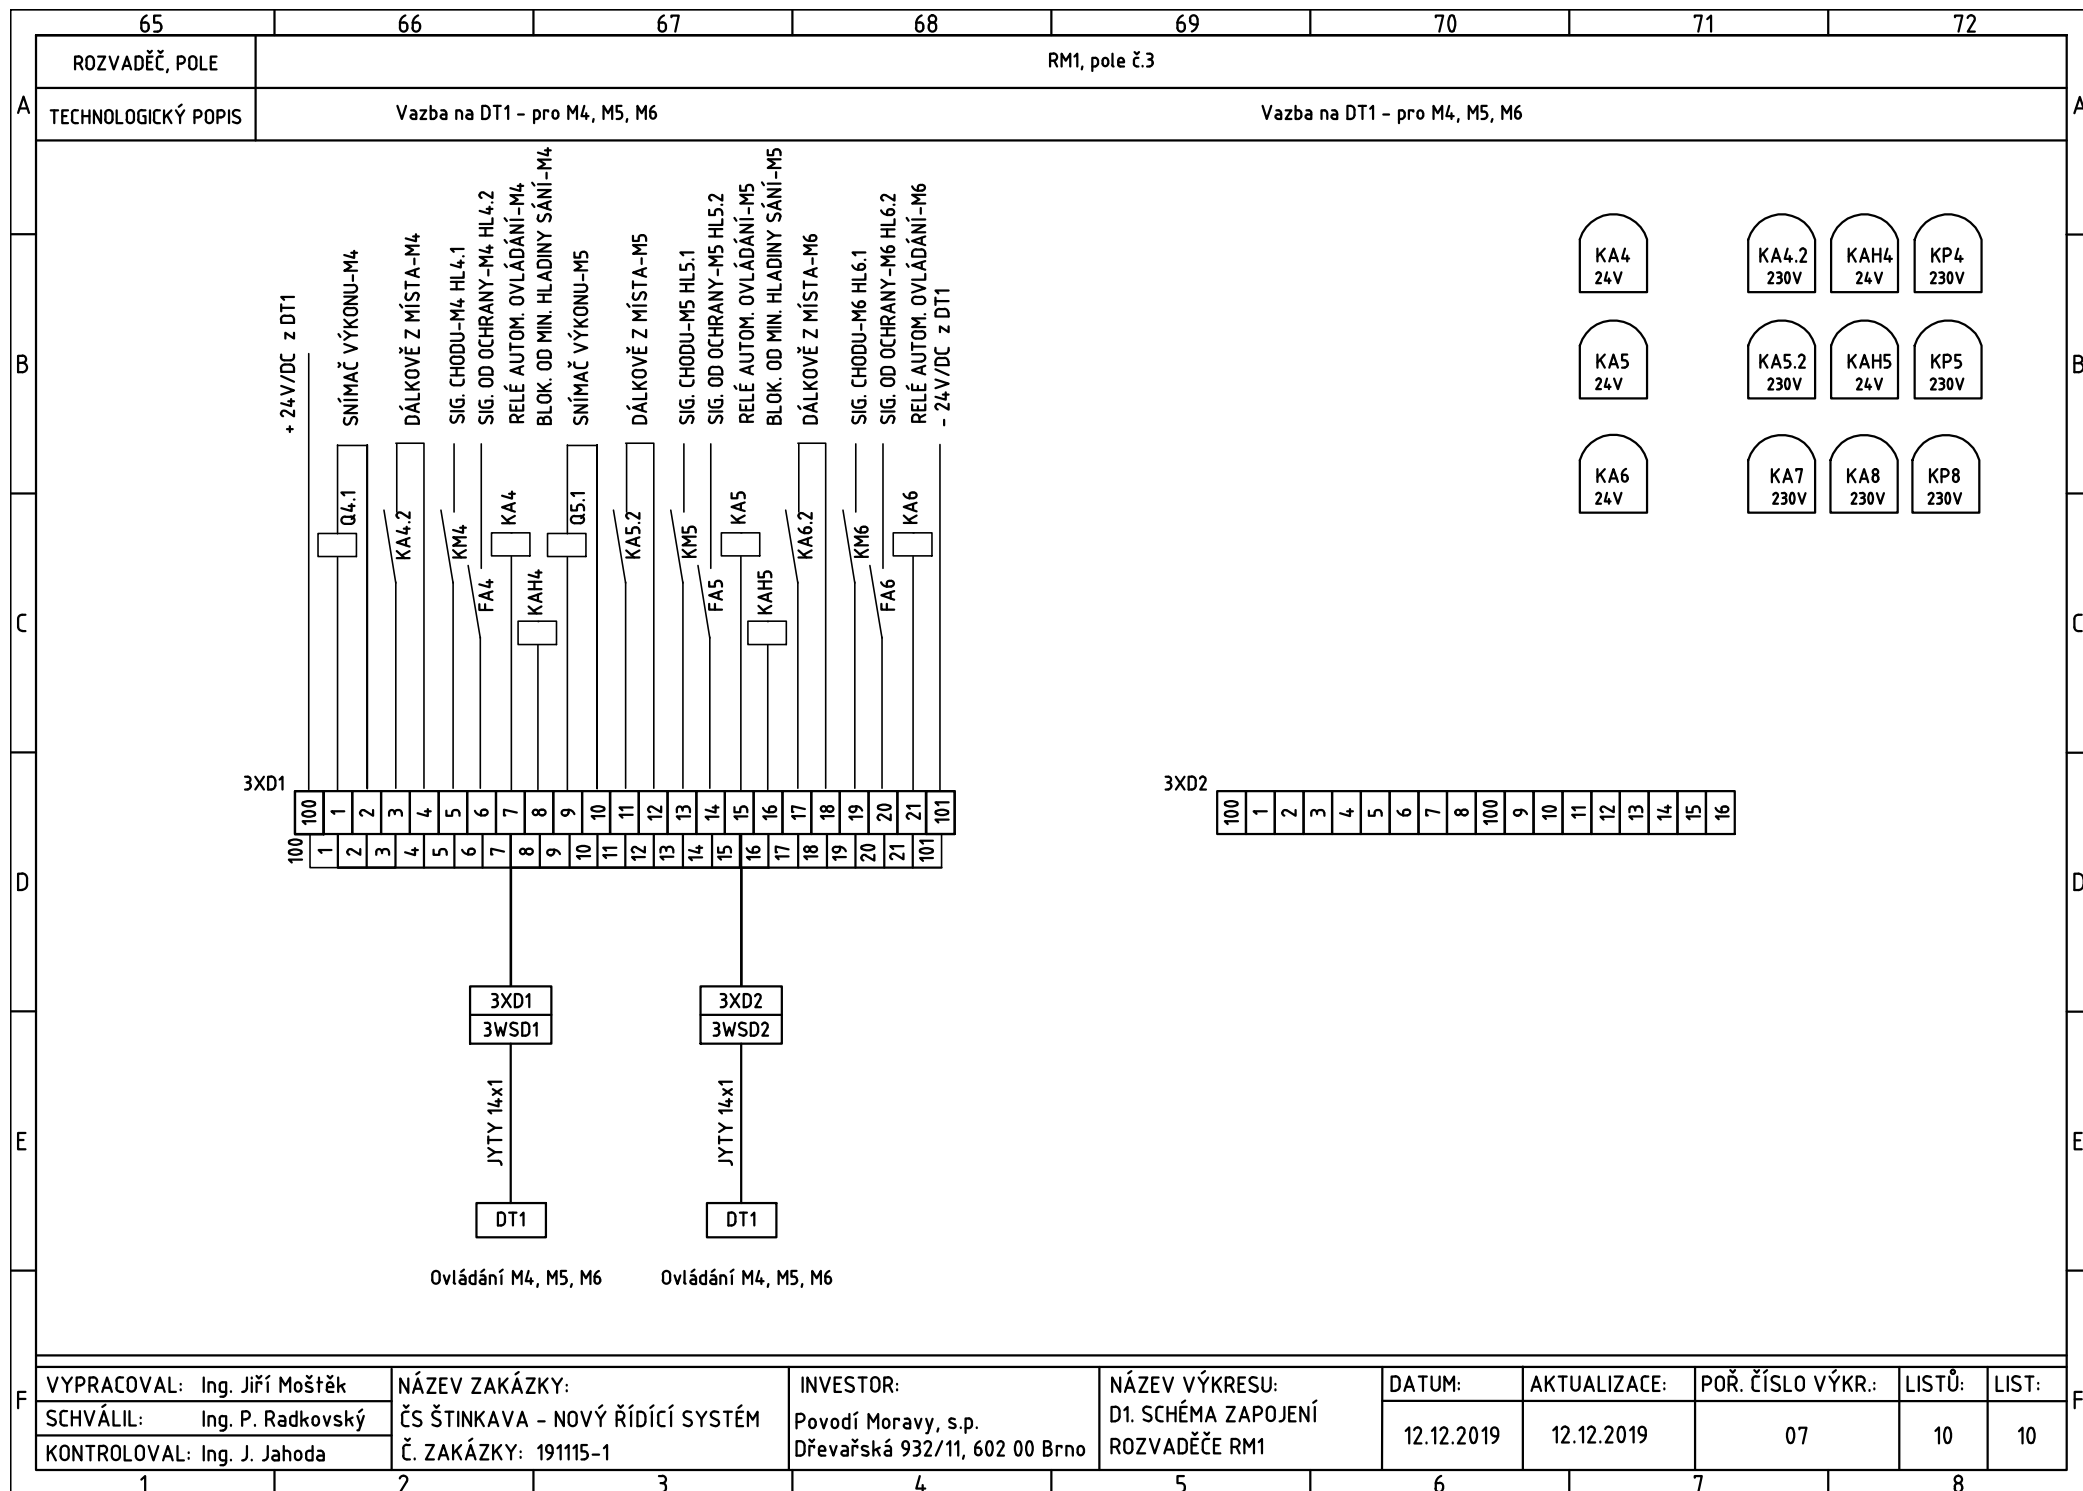 65 66 67 68 69 70 71 72
ROZVADĚČ, POLE
RM1, pole č.3
A
A
TECHNOLOGICKÝ POPIS
Vazba na DT1 - pro M4, M5, M6
Vazba na DT1 - pro M4, M5, M6
+ 24V/DC z DT1
SNÍMAČ VÝKONU-M4
DÁLKOVĚ Z MÍSTA-M4
SIG. CHODU-M4 HL4.1
SIG. OD OCHRANY-M4 HL4.2
RELÉ AUTOM. OVLÁDÁNÍ-M4
BLOK. OD MIN. HLADINY SÁNÍ-M4
SNÍMAČ VÝKONU-M5
DÁLKOVĚ Z MÍSTA-M5
SIG. CHODU-M5 HL5.1
SIG. OD OCHRANY-M5 HL5.2
RELÉ AUTOM. OVLÁDÁNÍ-M5
BLOK. OD MIN. HLADINY SÁNÍ-M5
DÁLKOVĚ Z MÍSTA-M6
SIG. CHODU-M6 HL6.1
SIG. OD OCHRANY-M6 HL6.2
RELÉ AUTOM. OVLÁDÁNÍ-M6
- 24V/DC z DT1
KA4
24V
KA4.2
230V
KAH4
24V
KP4
230V
B
B
KA5
24V
KA5.2
230V
KAH5
24V
KP5
230V
KA6
24V
KA7
230V
KA8
230V
KP8
230V
Q4.1
KA4.2
KM4
FA4
KA4
KAH4
Q5.1
KA5.2
KM5
FA5
KA5
KAH5
KA6.2
KM6
FA6
KA6
C
C
3XD1
100 1 2 3 4 5 6 7 8 9 10 11 12 13 14 15 16 17 18 19 20 21 101
100 1 2 3 4 5 6 7 8 9 10 11 12 13 14 15 16 17 18 19 20 21 101
3XD2
100 1 2 3 4 5 6 7 8 100 9 10 11 12 13 14 15 16
D
D
3XD1
3WSD1
3XD2
3WSD2
JYTY 14x1
JYTY 14x1
E
E
DT1
DT1
Ovládání M4, M5, M6
Ovládání M4, M5, M6
F
F
VYPRACOVAL: Ing. Jiří Moštěk
SCHVÁLIL: Ing. P. Radkovský
KONTROLOVAL: Ing. J. Jahoda
NÁZEV ZAKÁZKY:
ČS ŠTINKAVA - NOVÝ ŘÍDÍCÍ SYSTÉM
Č. ZAKÁZKY: 191115-1
INVESTOR:
Povodí Moravy, s.p.
Dřevařská 932/11, 602 00 Brno
NÁZEV VÝKRESU:
D1. SCHÉMA ZAPOJENÍ
ROZVADĚČE RM1
DATUM:
12.12.2019
AKTUALIZACE:
12.12.2019
POŘ. ČÍSLO VÝKR.:
07
LISTŮ:
10
LIST:
10
1 2 3 4 5 6 7 8